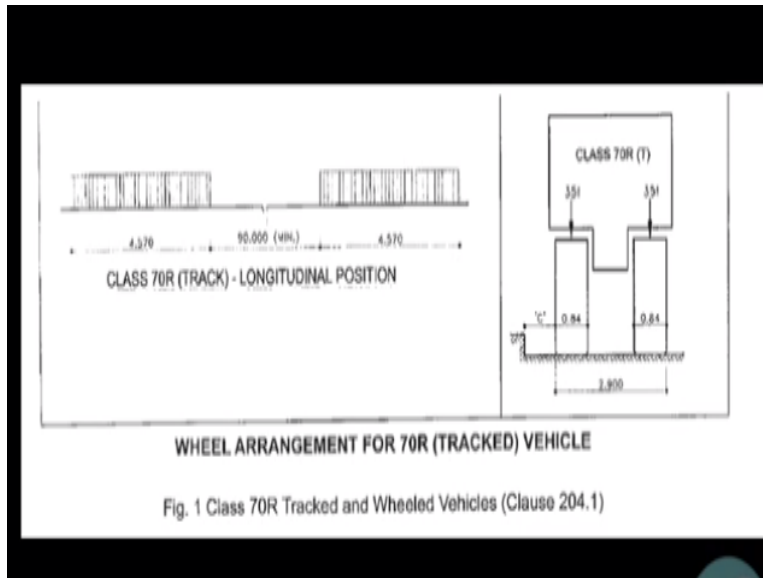 CLASS 70R (T)
35t 35t
4.570 90.000 (MIN.) 4.570
CLASS 70R (TRACK) - LONGITUDINAL POSITION
"C" 0.84 0.84
2.900
WHEEL ARRANGEMENT FOR 70R (TRACKED) VEHICLE
Fig. 1 Class 70R Tracked and Wheeled Vehicles (Clause 204.1)